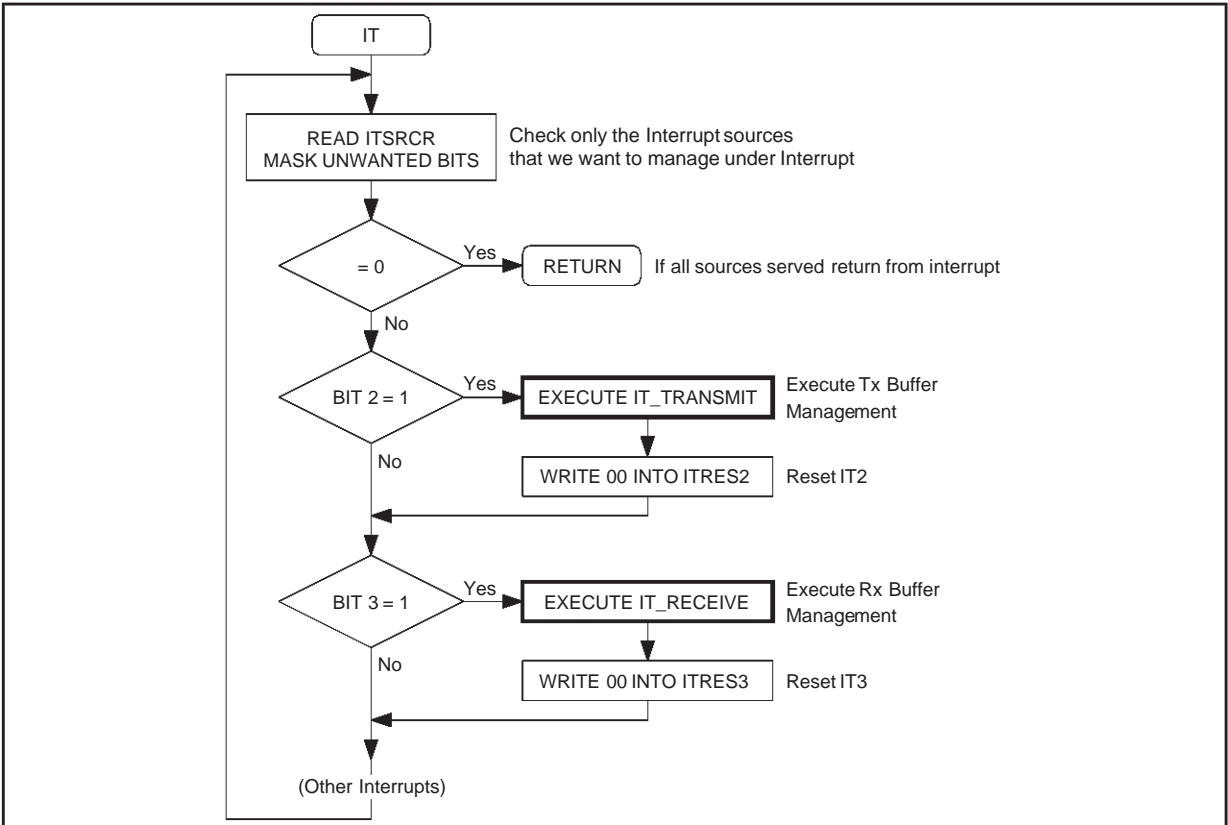 IT
READ ITSRCR
MASK UNWANTED BITS
Check only the Interrupt sources
that we want to manage under Interrupt
= 0
Yes
RETURN
If all sources served return from interrupt
No
BIT 2 = 1
Yes
EXECUTE IT_TRANSMIT
Execute Tx Buffer
Management
No
WRITE 00 INTO ITRES2
Reset IT2
BIT 3 = 1
Yes
EXECUTE IT_RECEIVE
Execute Rx Buffer
Management
No
WRITE 00 INTO ITRES3
Reset IT3
(Other Interrupts)